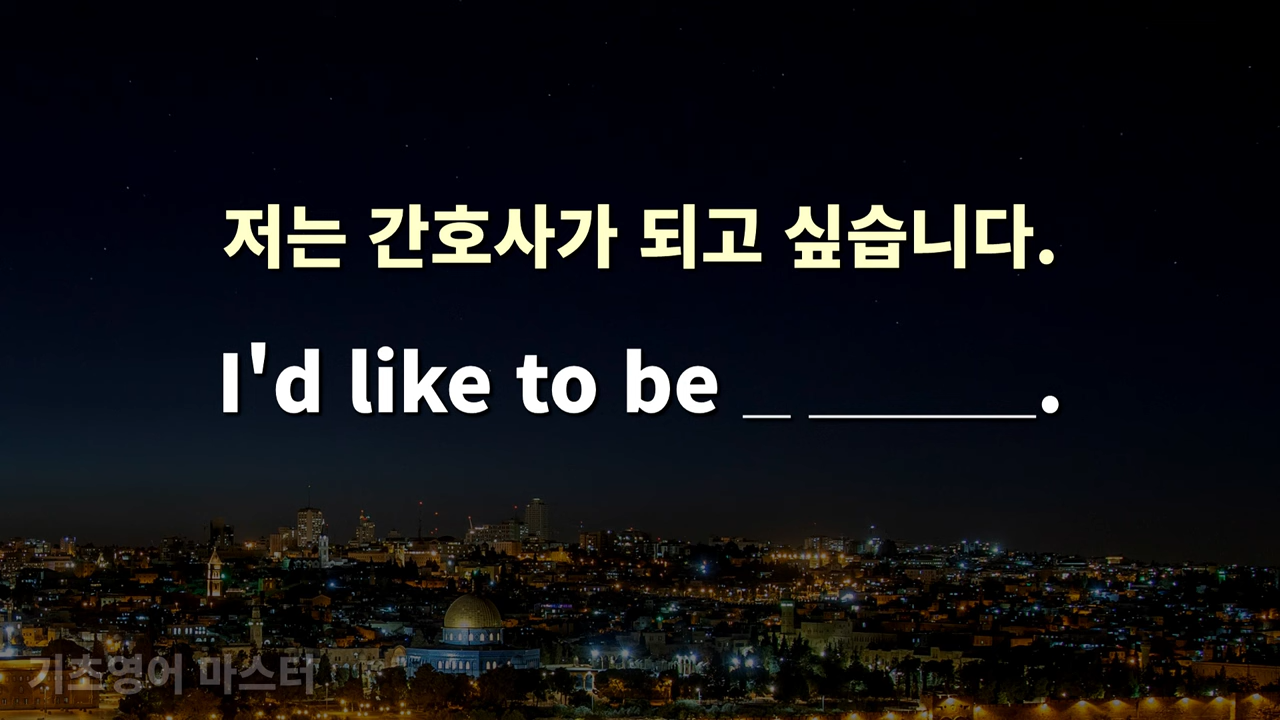 저는 간호사가 되고 싶습니다.
I'd like to be _ _____.
기초영어 마스터